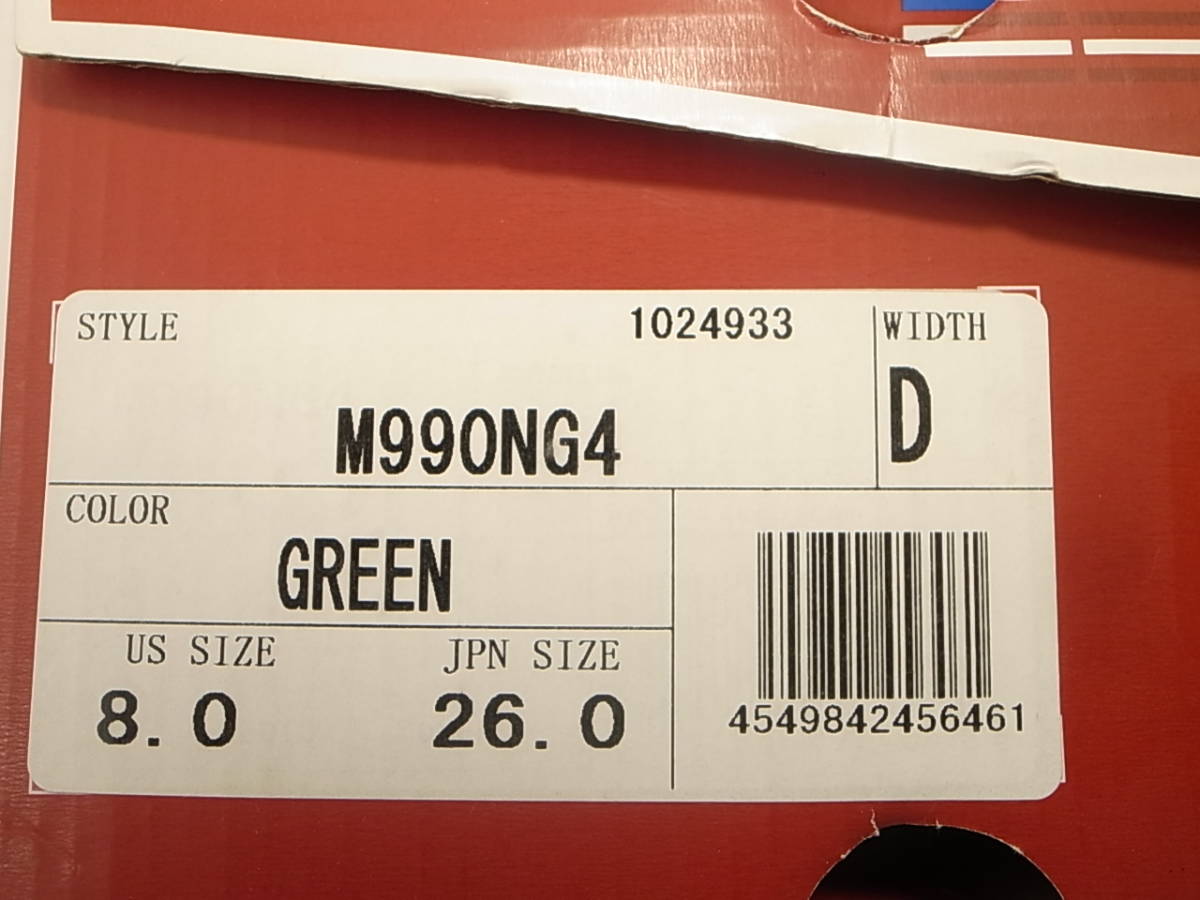 STYLE 1024933 WIDTH
M990NG4 D
COLOR
GREEN
US SIZE JPN SIZE
8.0 26.0
4549842456461